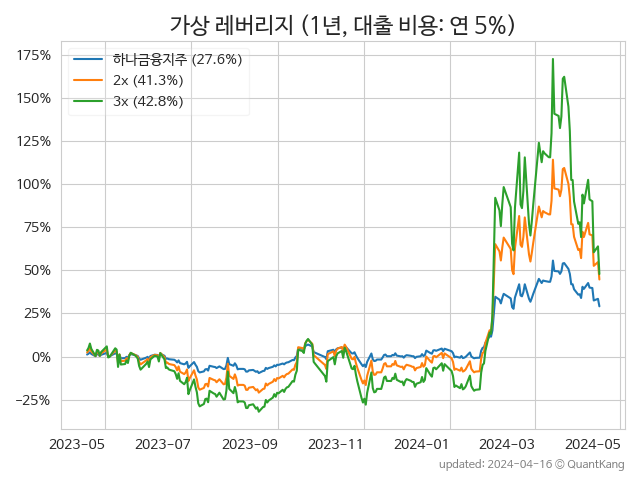 가상 레버리지 (1년, 대출 비용: 연 5%)
하나금융지주 (27.6%)
2x (41.3%)
3x (42.8%)
175%
150%
125%
100%
75%
50%
25%
0%
−25%
2023-05 2023-07 2023-09 2023-11 2024-01 2024-03 2024-05
updated: 2024-04-16 © QuantKang